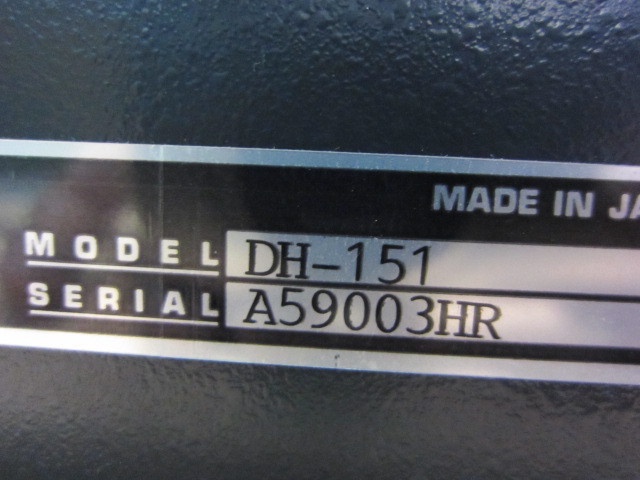 MADE IN JA
MODEL DH-151
SERIAL A59003HR